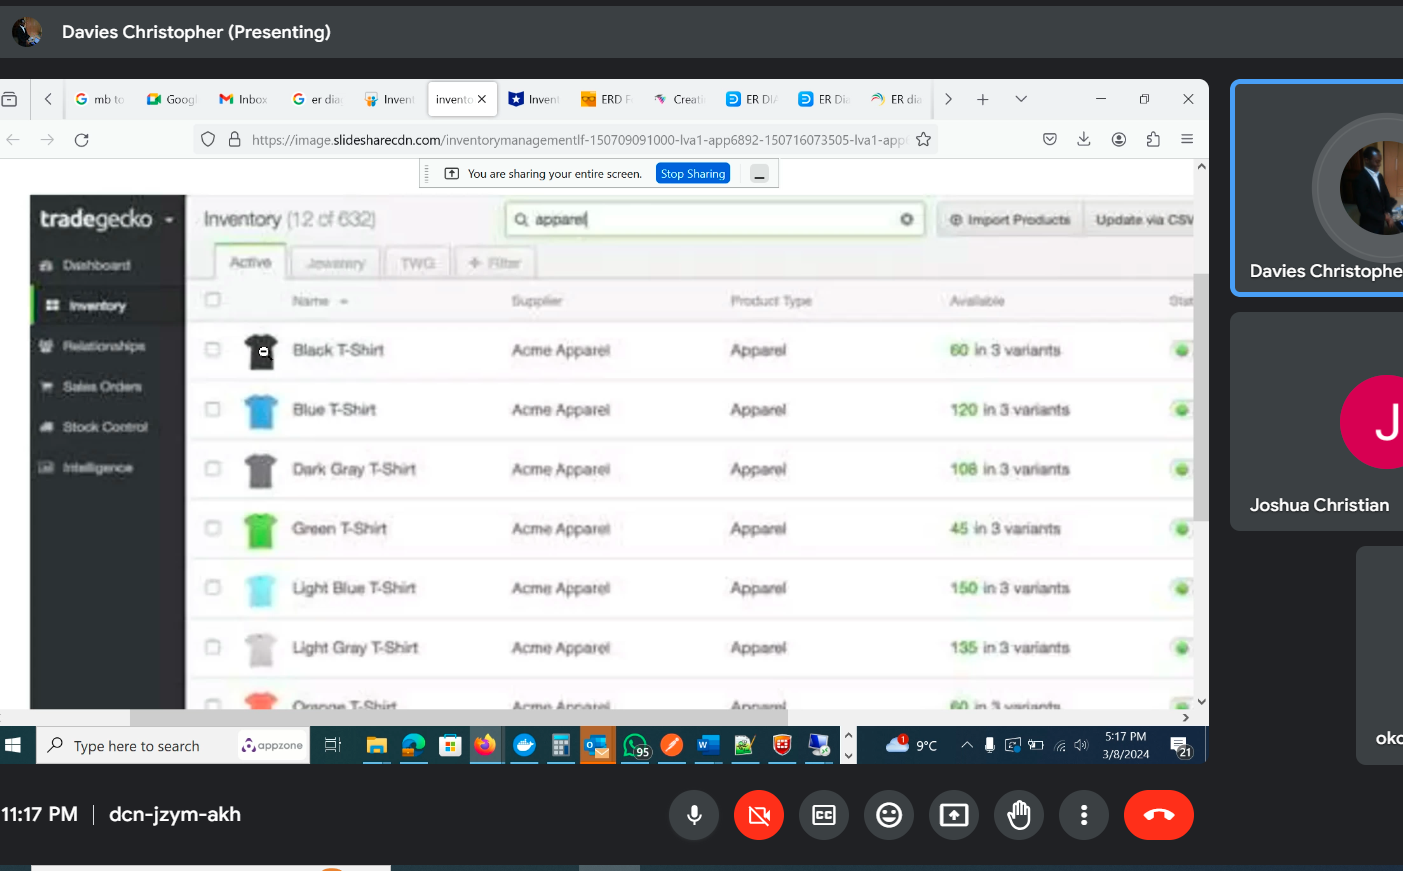 Davies Christopher (Presenting)
mb to
Goog
Inbox
er dia
Invent
invento
Invent
ERD F
Creati
ER DIA
ER Dia
ER dia
https://image.slidesharecdn.com/inventorymanagementlf-150709091000-lva1-app6892-150716073505-lva1-app
You are sharing your entire screen.
Stop Sharing
tradegecko
Inventory (12 of 632)
apparel
Import Products
Update via CSV
Dashboard
Inventory
Relationships
Sales Orders
Stock Control
Intelligence
Active
Jewelery
TWG
+ Filter
Name
Supplier
Product Type
Available
Stat
Black T-Shirt Acme Apparel Apparel 60 in 3 variants
Blue T-Shirt Acme Apparel Apparel 120 in 3 variants
Dark Gray T-Shirt Acme Apparel Apparel 108 in 3 variants
Green T-Shirt Acme Apparel Apparel 45 in 3 variants
Light Blue T-Shirt Acme Apparel Apparel 150 in 3 variants
Light Gray T-Shirt Acme Apparel Apparel 135 in 3 variants
Orange T-Shirt Acme Apparel Apparel 60 in 3 variants
Davies Christophe
J
Joshua Christian
oko
Type here to search
appzone
95
1
9°C
5:17 PM
3/8/2024
21
11:17 PM
dcn-jzym-akh
CC